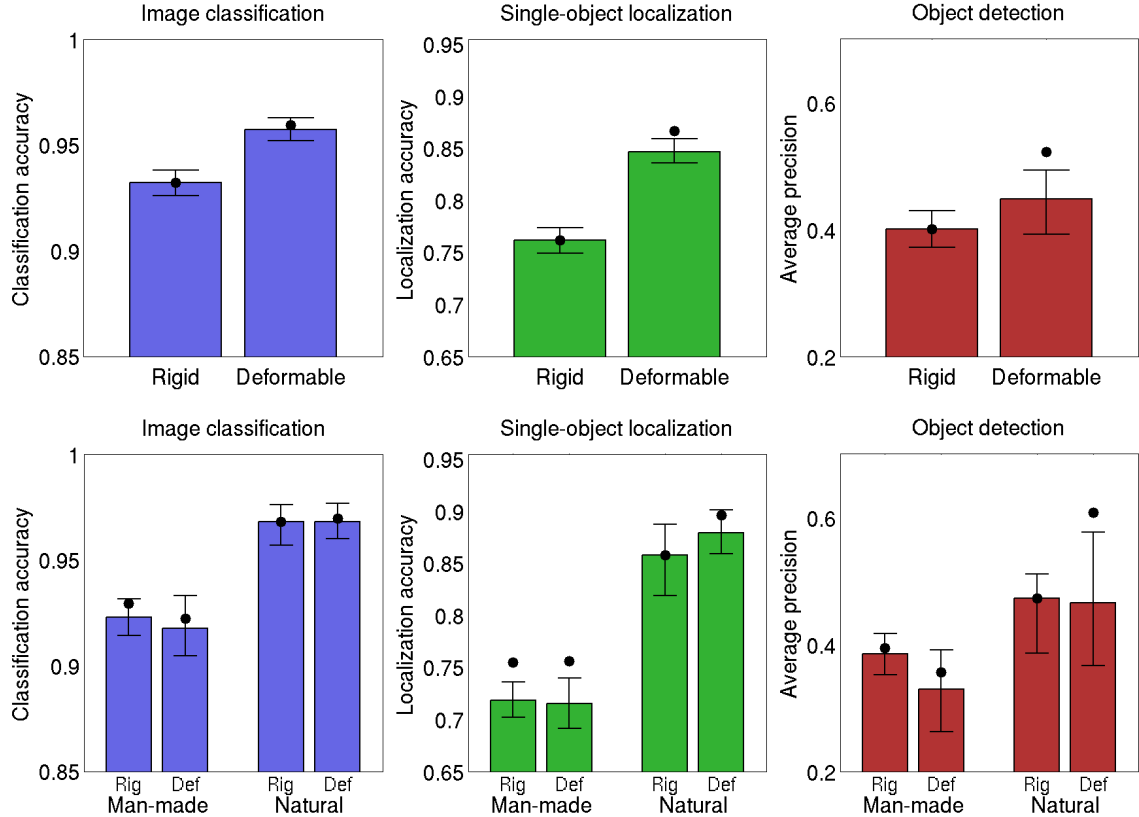 Image classification
Classification accuracy
1
0.95
0.9
0.85
Rigid
Deformable
Single-object localization
Localization accuracy
0.95
0.9
0.85
0.8
0.75
0.7
0.65
Rigid
Deformable
Object detection
Average precision
0.6
0.4
0.2
Rigid
Deformable
Image classification
Classification accuracy
1
0.95
0.9
0.85
Rig
Def
Rig
Def
Man-made
Natural
Single-object localization
Localization accuracy
0.95
0.9
0.85
0.8
0.75
0.7
0.65
Rig
Def
Rig
Def
Man-made
Natural
Object detection
Average precision
0.6
0.4
0.2
Rig
Def
Rig
Def
Man-made
Natural